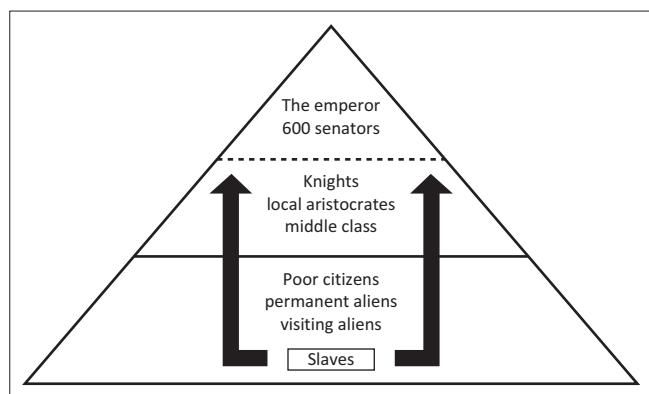 The emperor
600 senators
Knights
local aristocrates
middle class
Poor citizens
permanent aliens
visiting aliens
Slaves